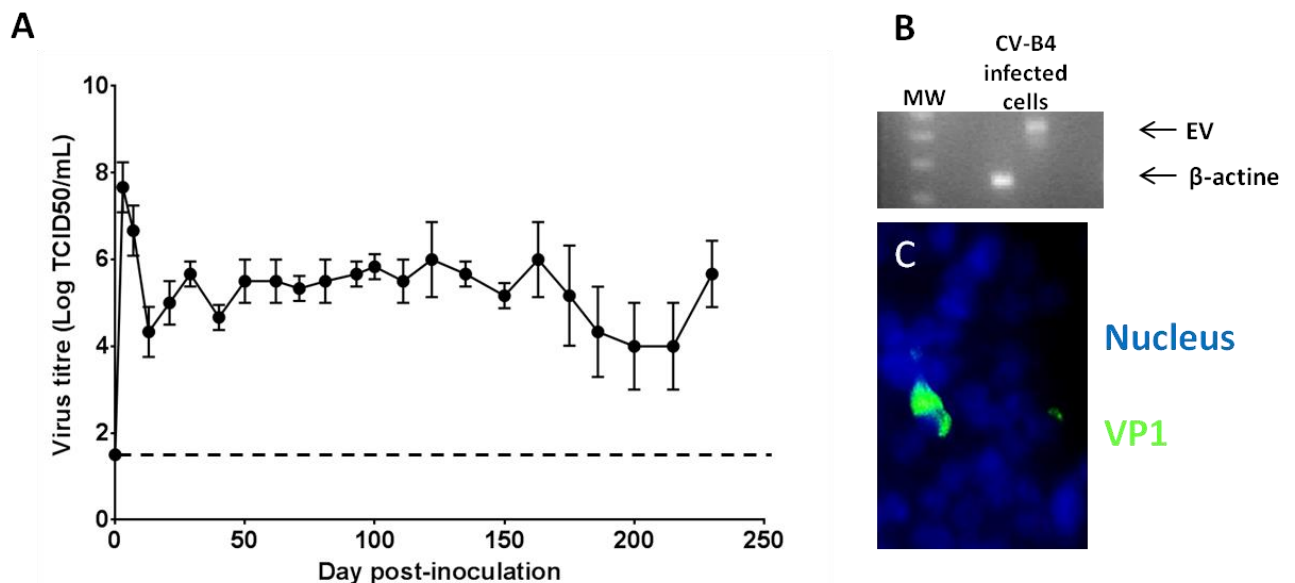 A
10
8
6
4
2
0
Virus titre (Log TCID50/mL)
0 50 100 150 200 250
Day post-inoculation
B
CV-B4
infected
cells
MW
EV
β-actine
C
Nucleus
VP1